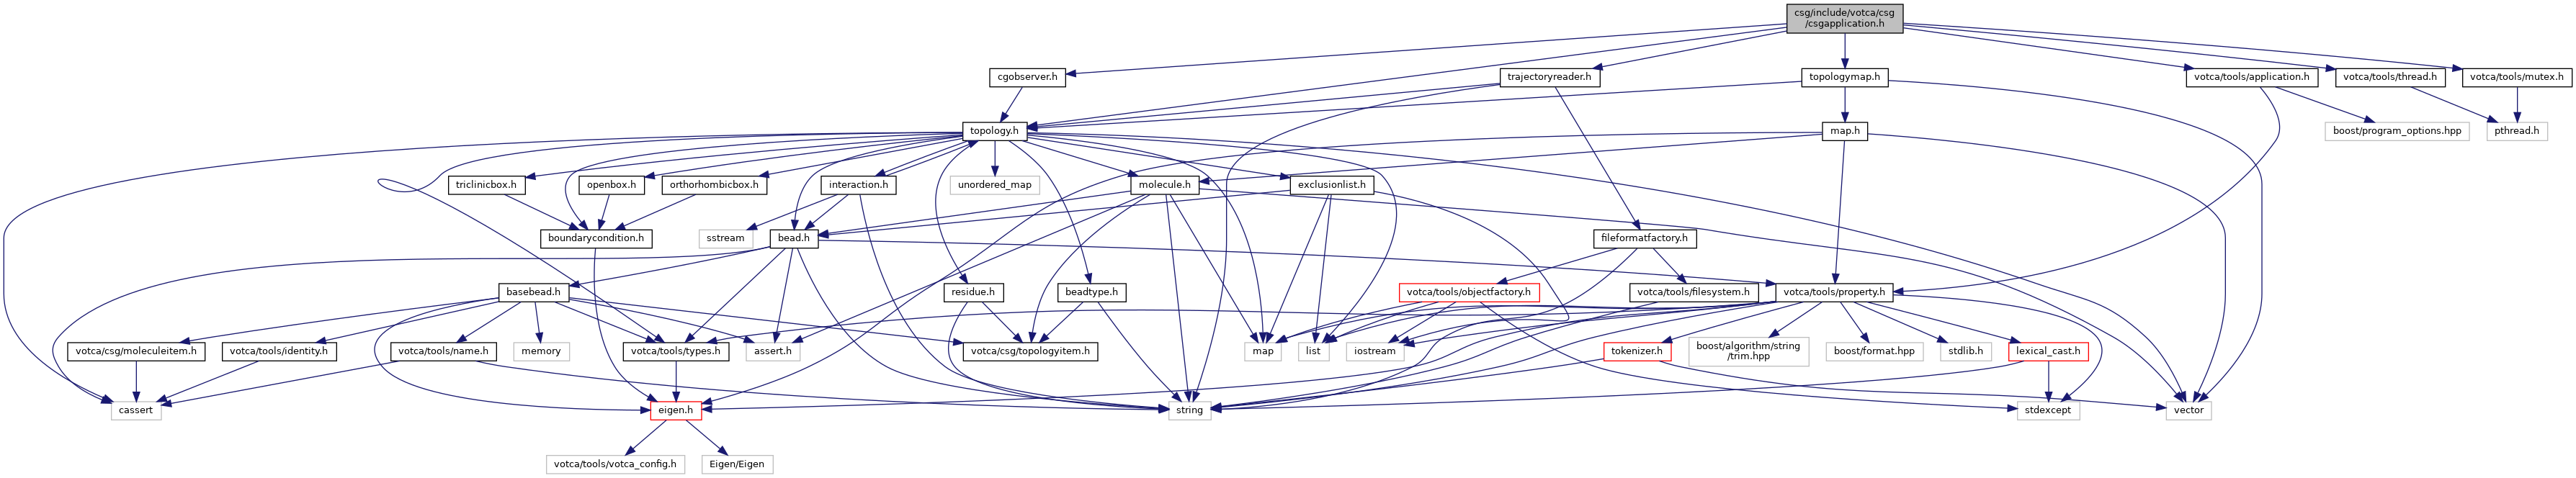 csg/include/votca/csg
/csgapplication.h
cgobserver.h
trajectoryreader.h
topologymap.h
votca/tools/application.h
votca/tools/thread.h
votca/tools/mutex.h
topology.h
map.h
boost/program_options.hpp
pthread.h
triclinicbox.h
openbox.h
orthorhombicbox.h
interaction.h
unordered_map
molecule.h
exclusionlist.h
boundarycondition.h
sstream
bead.h
fileformatfactory.h
basebead.h
residue.h
beadtype.h
votca/tools/objectfactory.h
votca/tools/filesystem.h
votca/tools/property.h
votca/csg/moleculeitem.h
votca/tools/identity.h
votca/tools/name.h
memory
votca/tools/types.h
assert.h
votca/csg/topologyitem.h
map
list
iostream
tokenizer.h
boost/algorithm/string
/trim.hpp
boost/format.hpp
stdlib.h
lexical_cast.h
cassert
eigen.h
string
stdexcept
vector
votca/tools/votca_config.h
Eigen/Eigen